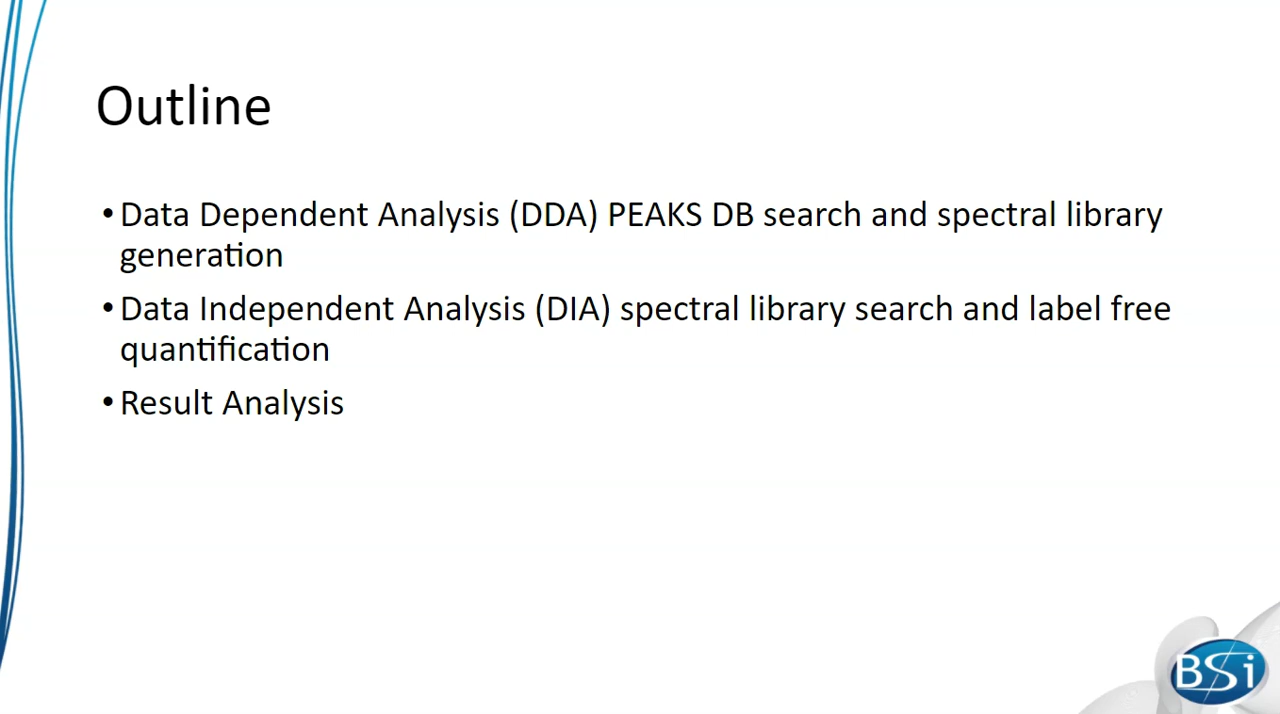 Outline
• Data Dependent Analysis (DDA) PEAKS DB search and spectral library
generation
• Data Independent Analysis (DIA) spectral library search and label free
quantification
• Result Analysis
BSi